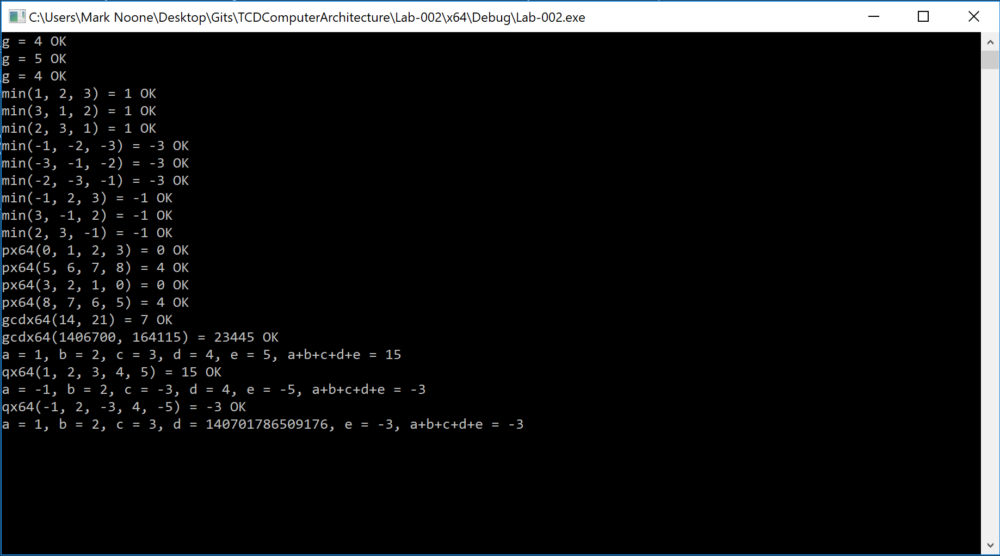 C:\Users\Mark Noone\Desktop\Gits\TCDComputerArchitecture\Lab-002\x64\Debug\Lab-002.exe
g = 4 OK
g = 5 OK
g = 4 OK
min(1, 2, 3) = 1 OK
min(3, 1, 2) = 1 OK
min(2, 3, 1) = 1 OK
min(-1, -2, -3) = -3 OK
min(-3, -1, -2) = -3 OK
min(-2, -3, -1) = -3 OK
min(-1, 2, 3) = -1 OK
min(3, -1, 2) = -1 OK
min(2, 3, -1) = -1 OK
px64(0, 1, 2, 3) = 0 OK
px64(5, 6, 7, 8) = 4 OK
px64(3, 2, 1, 0) = 0 OK
px64(8, 7, 6, 5) = 4 OK
gcdx64(14, 21) = 7 OK
gcdx64(1406700, 164115) = 23445 OK
a = 1, b = 2, c = 3, d = 4, e = 5, a+b+c+d+e = 15
qx64(1, 2, 3, 4, 5) = 15 OK
a = -1, b = 2, c = -3, d = 4, e = -5, a+b+c+d+e = -3
qx64(-1, 2, -3, 4, -5) = -3 OK
a = 1, b = 2, c = 3, d = 140701786509176, e = -3, a+b+c+d+e = -3